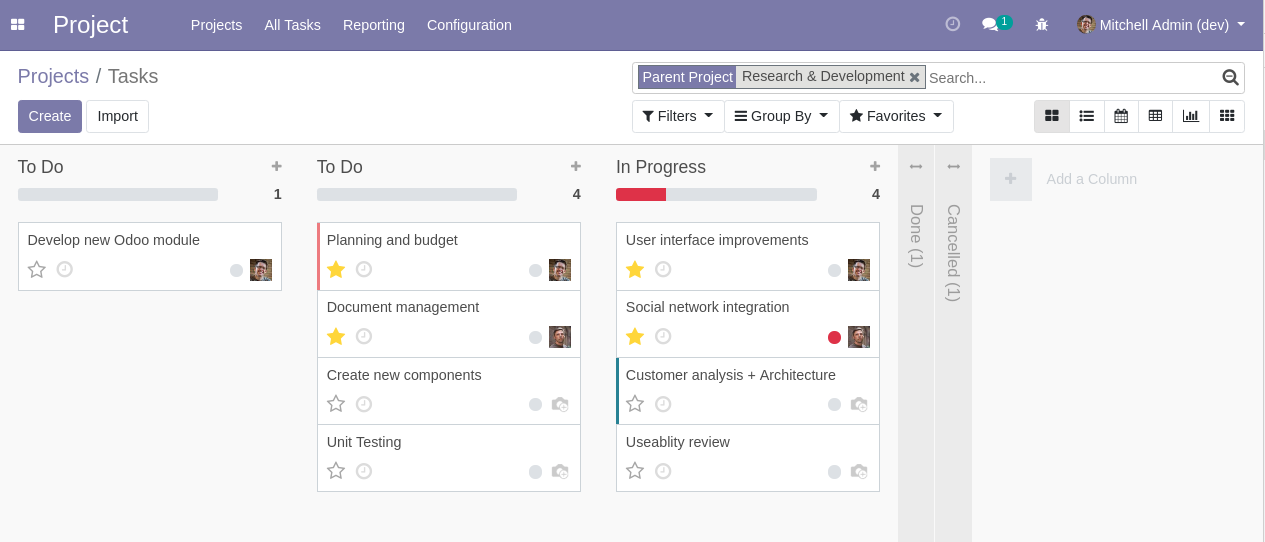 Project Projects All Tasks Reporting Configuration 1 Mitchell Admin (dev)
Projects / Tasks
Parent Project Research & Development Search...
Create Import Filters Group By Favorites
To Do
1
Develop new Odoo module
To Do
4
Planning and budget
Document management
Create new components
Unit Testing
In Progress
4
User interface improvements
Social network integration
Customer analysis + Architecture
Useablity review
Done (1)
Cancelled (1)
Add a Column